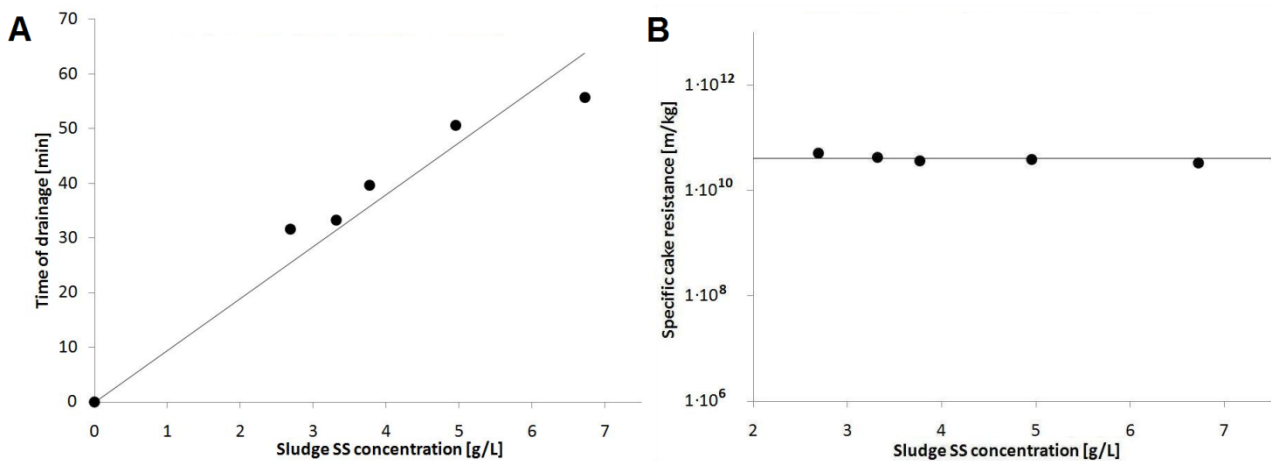 A
70
60
50
40
30
20
10
0
Time of drainage [min]
0 1 2 3 4 5 6 7
Sludge SS concentration [g/L]
B
1·10¹²
1·10¹⁰
1·10⁸
1·10⁶
Specific cake resistance [m/kg]
2 3 4 5 6 7
Sludge SS concentration [g/L]